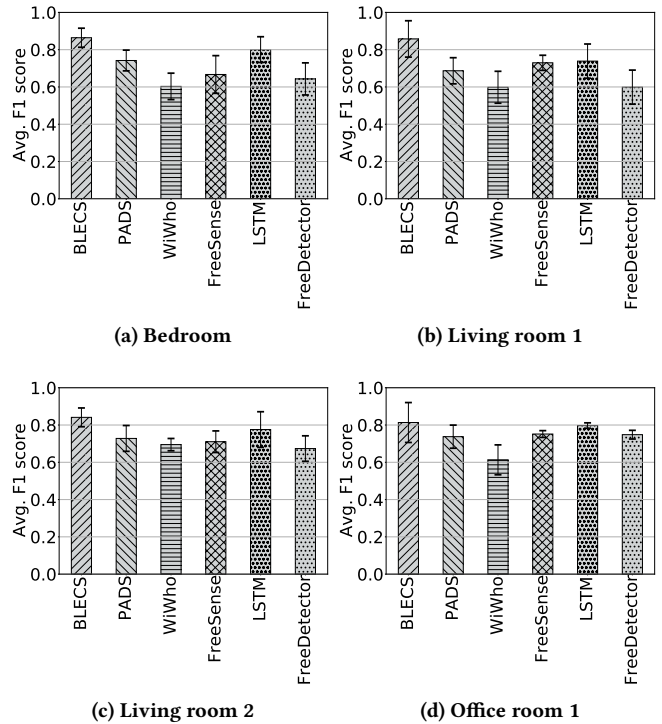 1.0
0.8
0.6
0.4
0.2
0.0
Avg. F1 score
BLECS
PADS
WiWho
FreeSense
LSTM
FreeDetector
(a) Bedroom
1.0
0.8
0.6
0.4
0.2
0.0
Avg. F1 score
BLECS
PADS
WiWho
FreeSense
LSTM
FreeDetector
(b) Living room 1
1.0
0.8
0.6
0.4
0.2
0.0
Avg. F1 score
BLECS
PADS
WiWho
FreeSense
LSTM
FreeDetector
(c) Living room 2
1.0
0.8
0.6
0.4
0.2
0.0
Avg. F1 score
BLECS
PADS
WiWho
FreeSense
LSTM
FreeDetector
(d) Office room 1